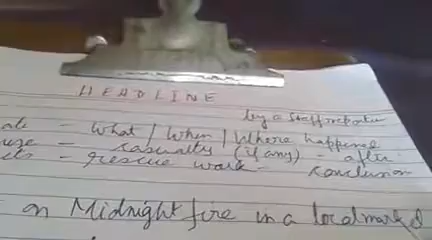 HEADLINE
by a Staff reporter
- What / When / Where happened
- casualty (if any) - after
- rescue work - conclusion
on Midnight fire in a local market